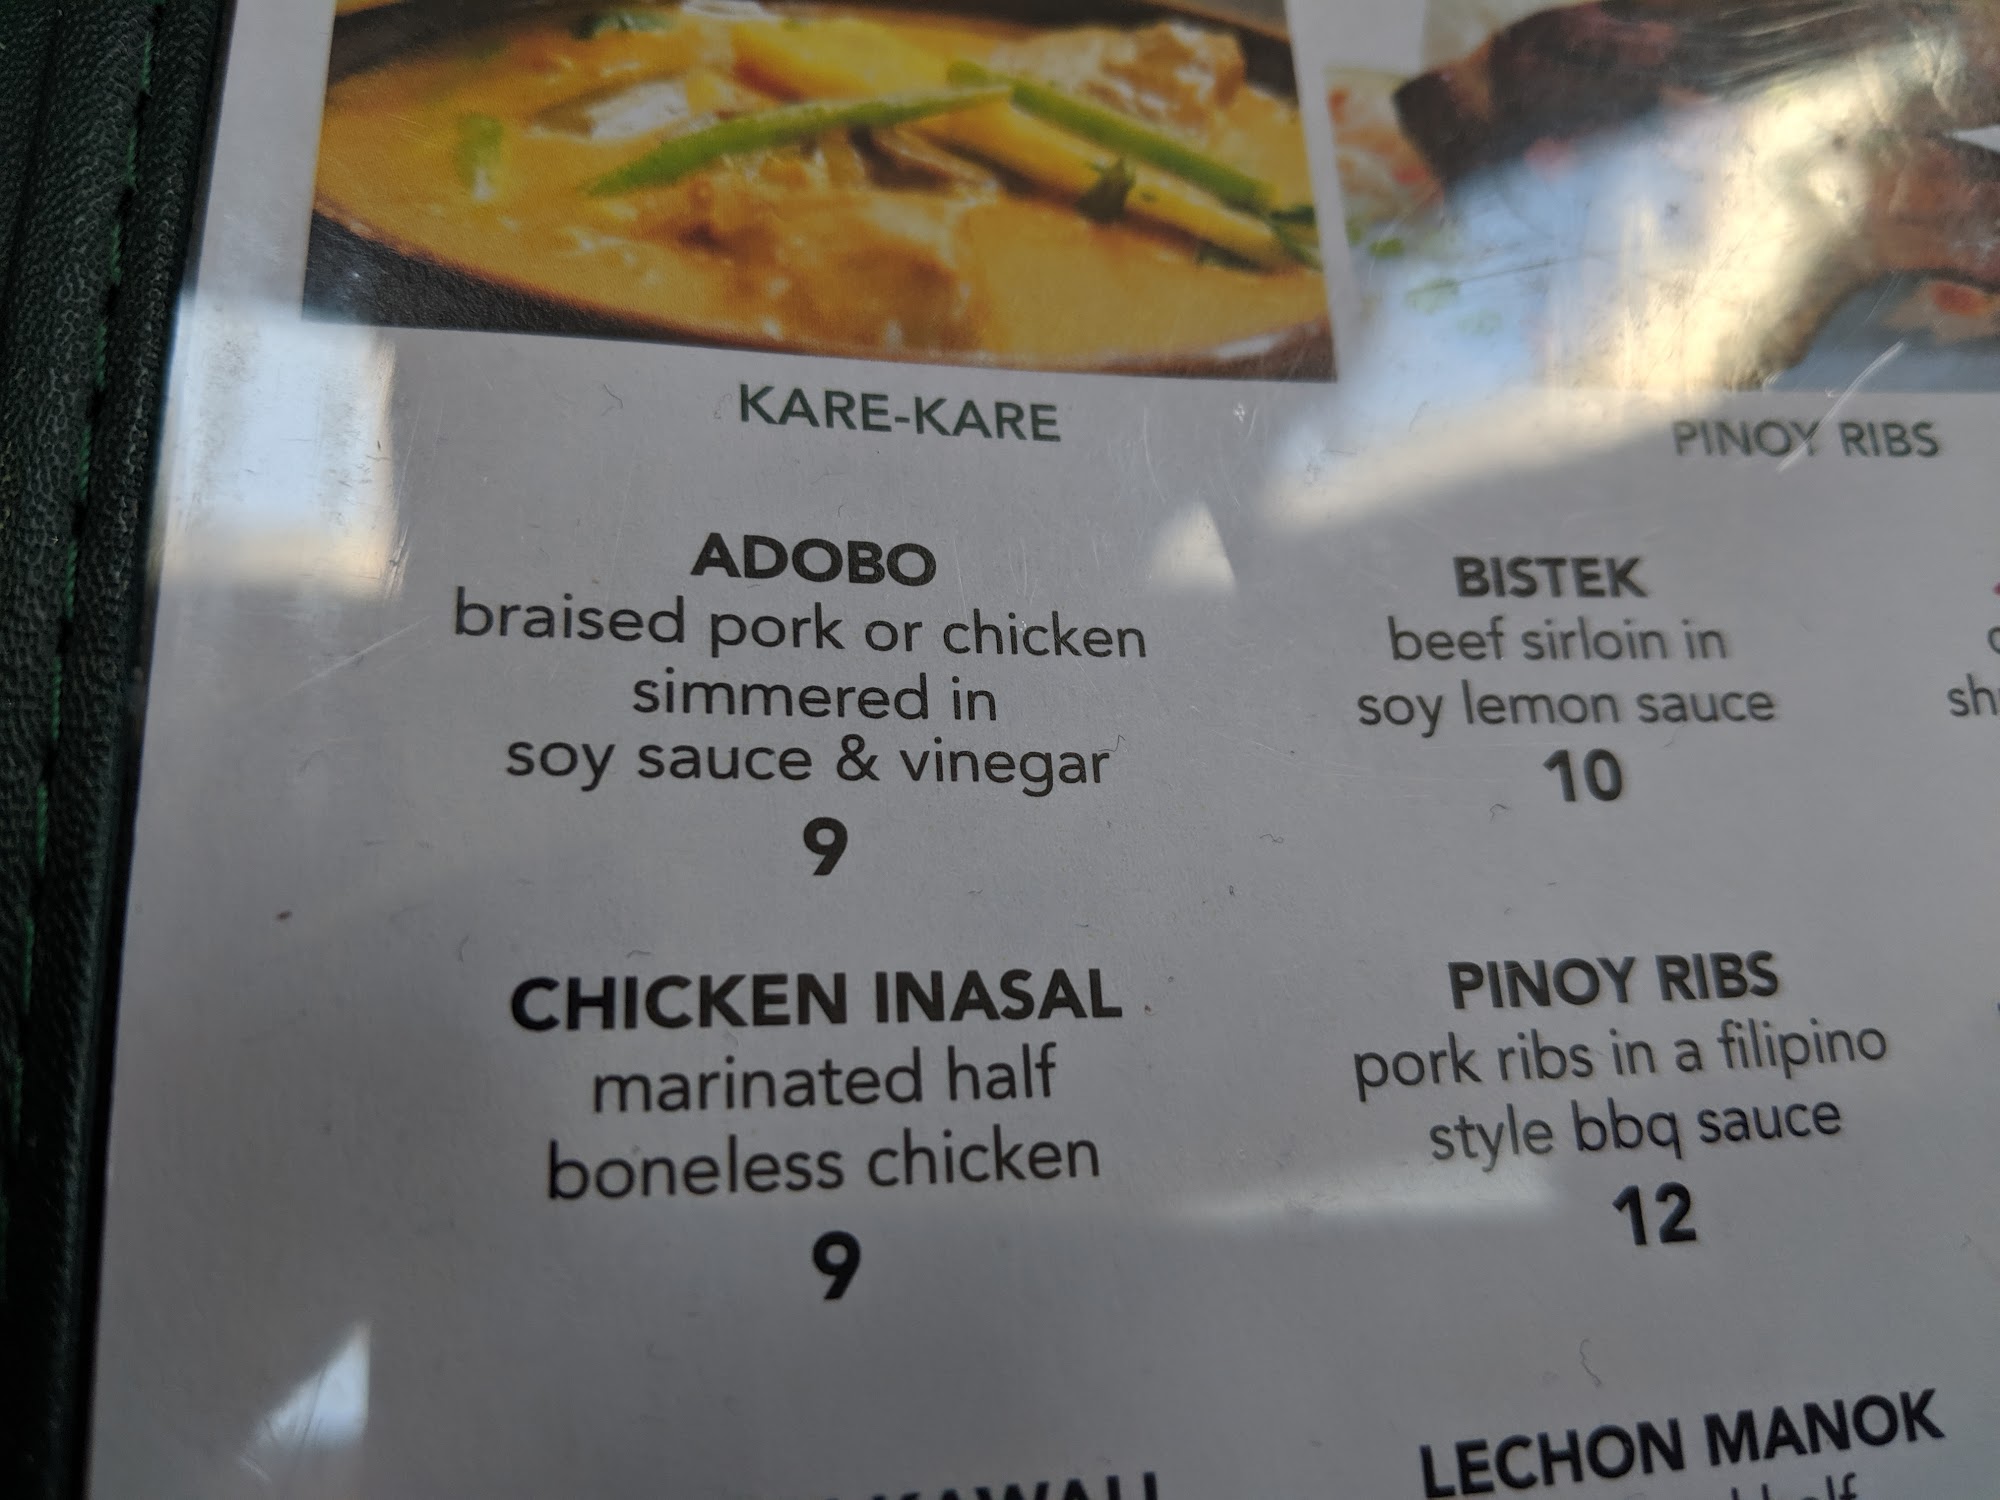 KARE-KARE
PINOY RIBS
ADOBO
braised pork or chicken
simmered in
soy sauce & vinegar
9
BISTEK
beef sirloin in
soy lemon sauce
10
CHICKEN INASAL
marinated half
boneless chicken
9
PINOY RIBS
pork ribs in a filipino
style bbq sauce
12
LECHON MANOK
half
KAWALI